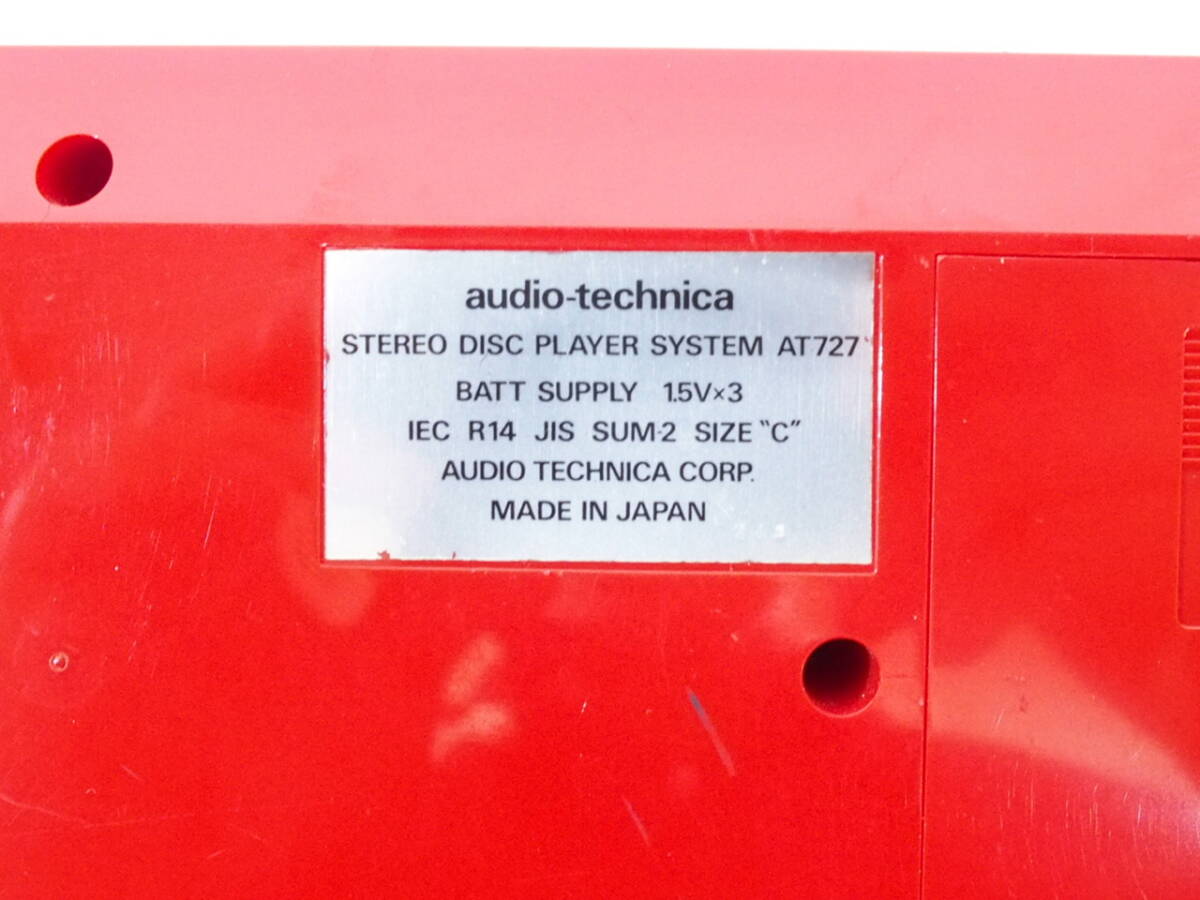 audio-technica
STEREO DISC PLAYER SYSTEM AT727
BATT SUPPLY 1.5V×3
IEC R14 JIS SUM-2 SIZE "C"
AUDIO TECHNICA CORP.
MADE IN JAPAN